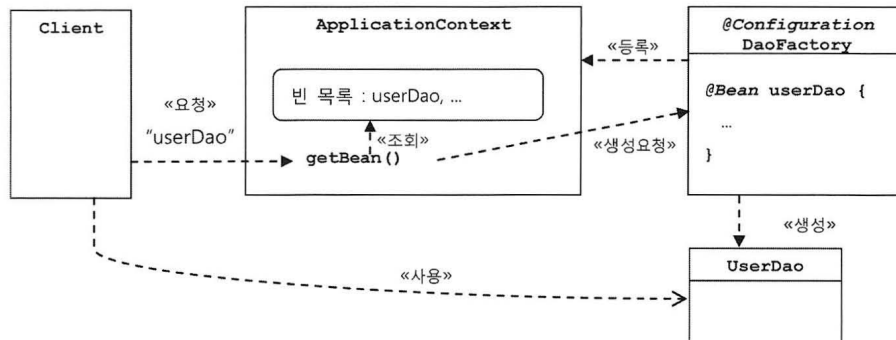 Client
ApplicationContext
@Configuration
DaoFactory
«등록»
빈 목록 : userDao, ...
@Bean userDao {
...
}
«요청»
"userDao"
«조회»
getBean()
«생성요청»
«생성»
UserDao
«사용»